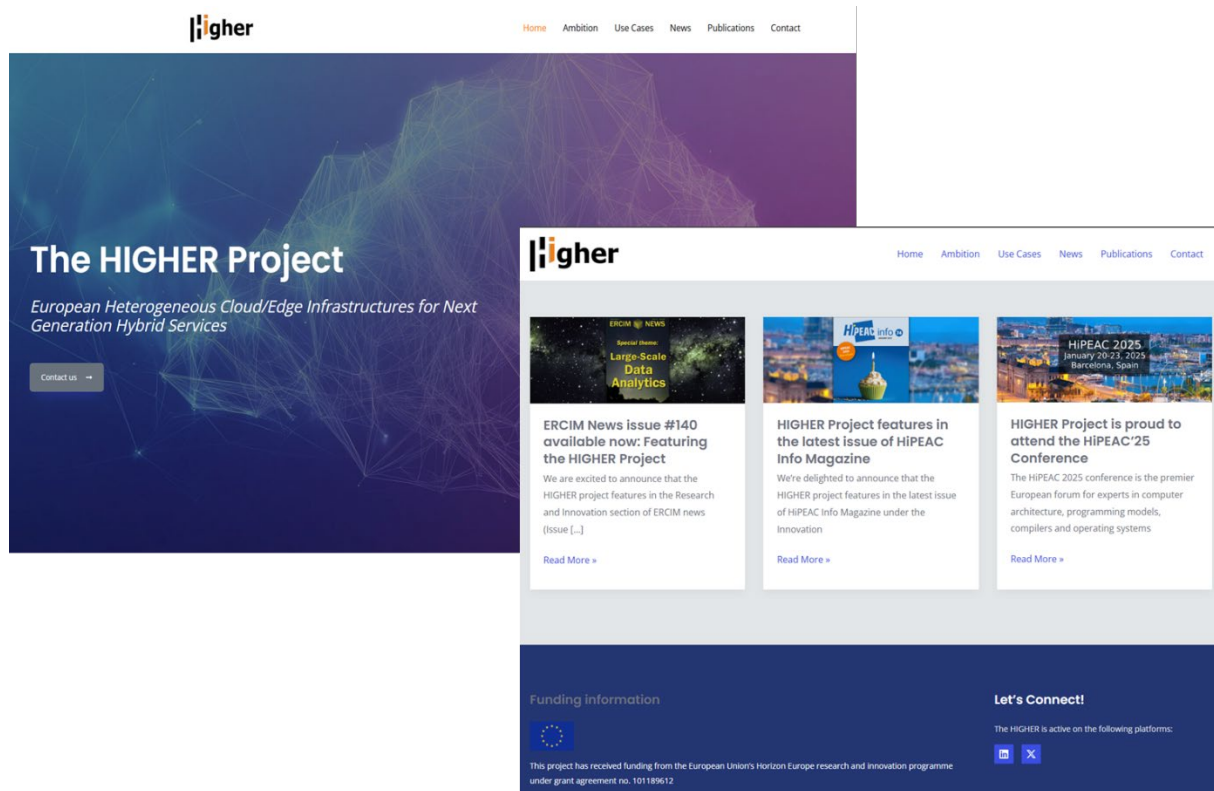 Higher
Home Ambition Use Cases News Publications Contact
The HIGHER Project
European Heterogeneous Cloud/Edge Infrastructures for Next
Generation Hybrid Services
Contact us →
Higher
Home Ambition Use Cases News Publications Contact
ERCIM NEWS
Special theme:
Large-Scale
Data
Analytics
ERCIM News issue #140
available now: Featuring
the HIGHER Project
We are excited to announce that the
HIGHER project features in the Research
and Innovation section of ERCIM news
(Issue [...]
Read More »
HiPEAC info
HIGHER Project features in
the latest issue of HiPEAC
Info Magazine
We're delighted to announce that the
HIGHER project features in the latest issue
of HiPEAC Info Magazine under the
Innovation
Read More »
HiPEAC 2025
January 20-23, 2025
Barcelona, Spain
HIGHER Project is proud to
attend the HiPEAC'25
Conference
The HiPEAC 2025 conference is the premier
European forum for experts in computer
architecture, programming models,
compilers and operating systems
Read More »
Funding information
This project has received funding from the European Union's Horizon Europe research and innovation programme
under grant agreement no. 101189612
Let's Connect!
The HIGHER is active on the following platforms: